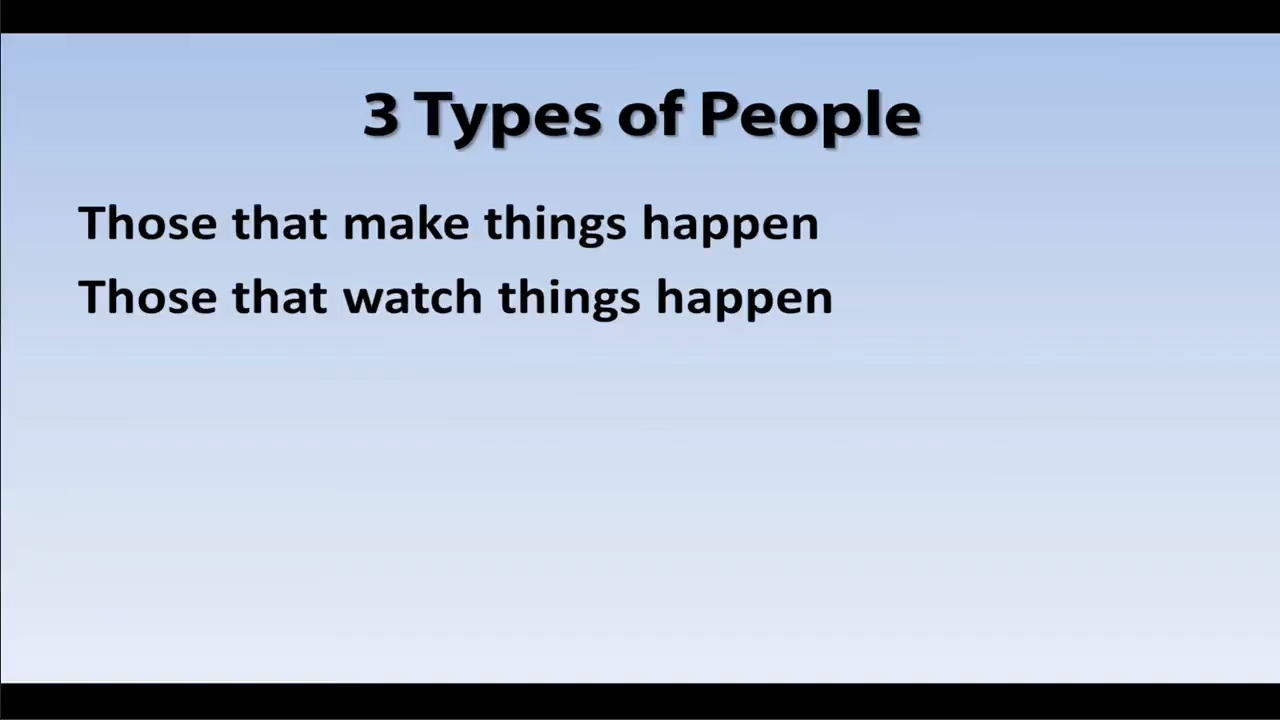 3 Types of People
Those that make things happen
Those that watch things happen